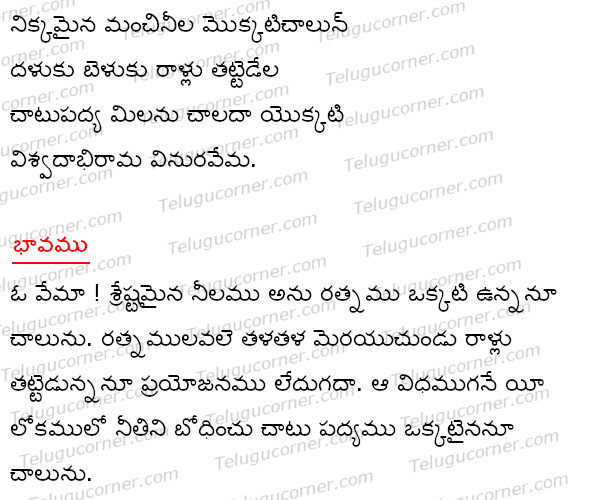 నిక్కమైన మంచినీల మొక్కటిచాలున్
దళుకు బెళుకు రాళ్లు తట్టెడేల
చాటుపద్య మిలను చాలదా యొక్కటి
విశ్వదాభిరామ వినురవేమ.
భావము
ఓ వేమా ! శ్రేష్టమైన నీలము అను రత్నము ఒక్కటి ఉన్ననూ
చాలును. రత్నములవలె తళతళ మెరయుచుండు రాళ్లు
తట్టెడున్ననూ ప్రయోజనము లేదుగదా. ఆ విధముగనే యీ
లోకములో నీతిని బోధించు చాటు పద్యము ఒక్కటైననూ
చాలును.
Telugucorner.com